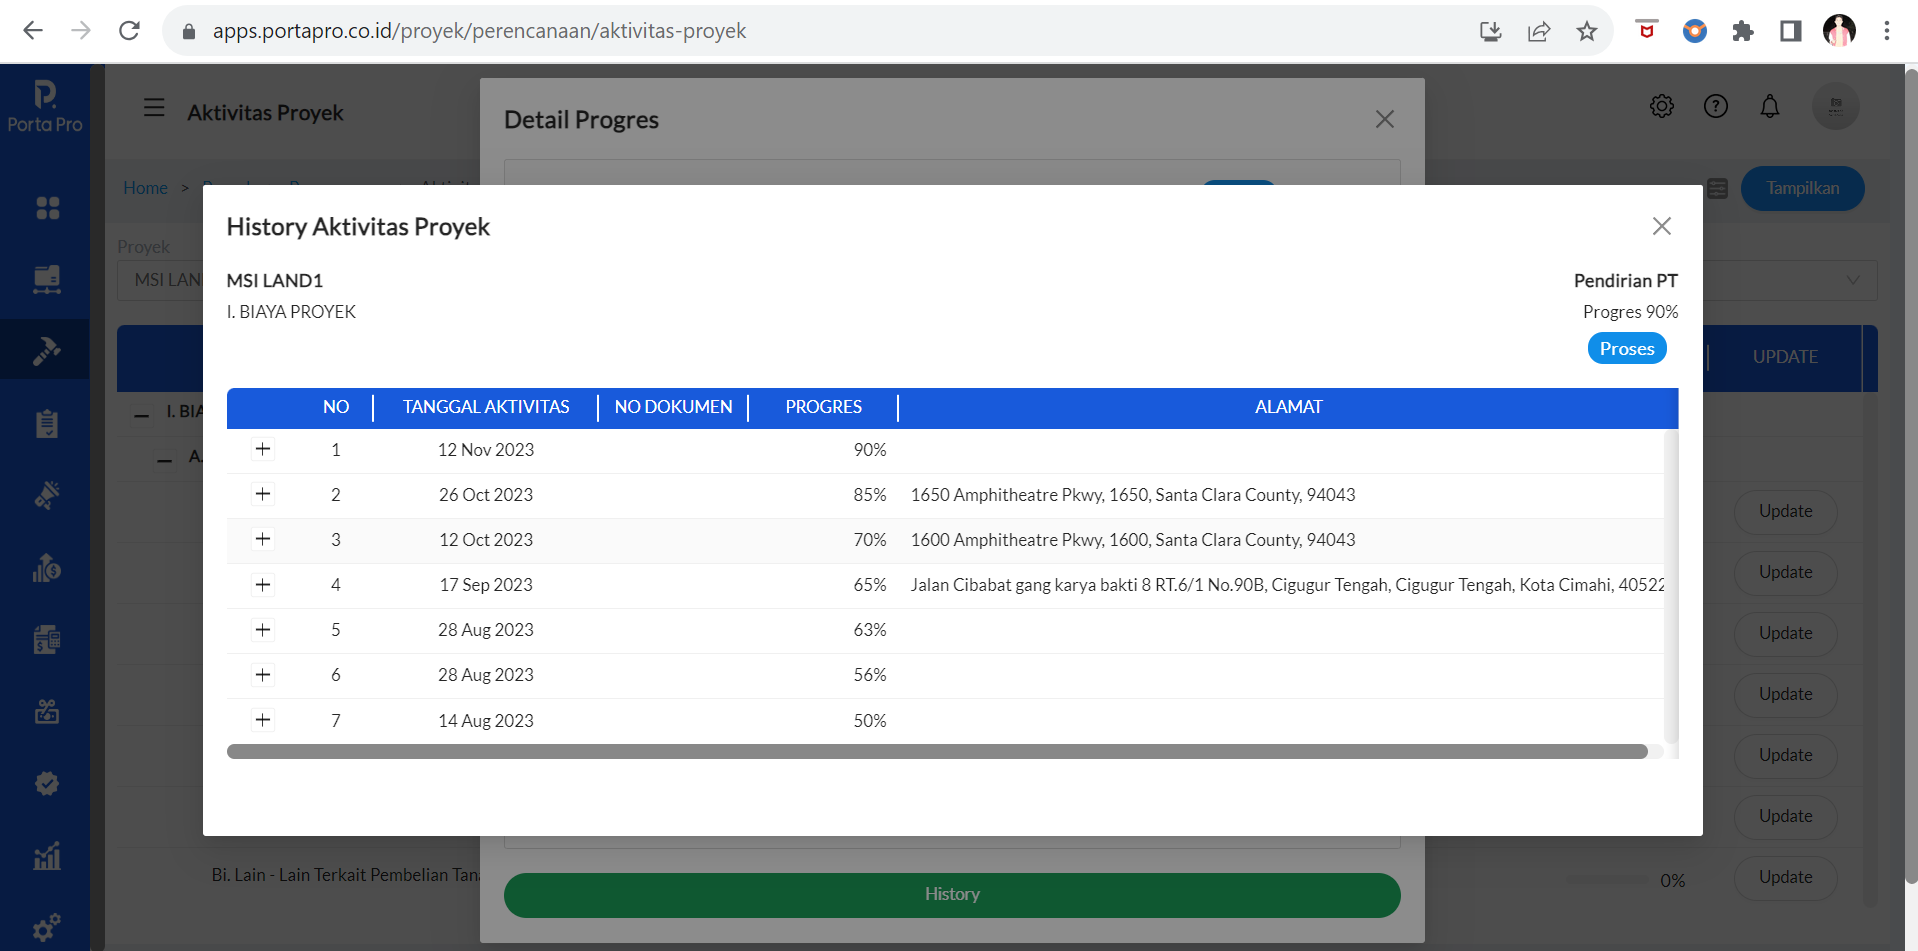 apps.portapro.co.id/proyek/perencanaan/aktivitas-proyek
Porta Pro
Aktivitas Proyek
Detail Progres
Home >
Tampilkan
Proyek
MSI LAN
History Aktivitas Proyek
MSI LAND1
Pendirian PT
I. BIAYA PROYEK
Progres 90%
Proses
UPDATE
NO TANGGAL AKTIVITAS NO DOKUMEN PROGRES ALAMAT
I. BIA
1 12 Nov 2023 90%
A.
2 26 Oct 2023 85% 1650 Amphitheatre Pkwy, 1650, Santa Clara County, 94043
Update
3 12 Oct 2023 70% 1600 Amphitheatre Pkwy, 1600, Santa Clara County, 94043
Update
4 17 Sep 2023 65% Jalan Cibabat gang karya bakti 8 RT.6/1 No.90B, Cigugur Tengah, Cigugur Tengah, Kota Cimahi, 40522
5 28 Aug 2023 63%
Update
6 28 Aug 2023 56%
Update
7 14 Aug 2023 50%
Update
Update
Bi. Lain - Lain Terkait Pembelian Tana
0%
Update
History